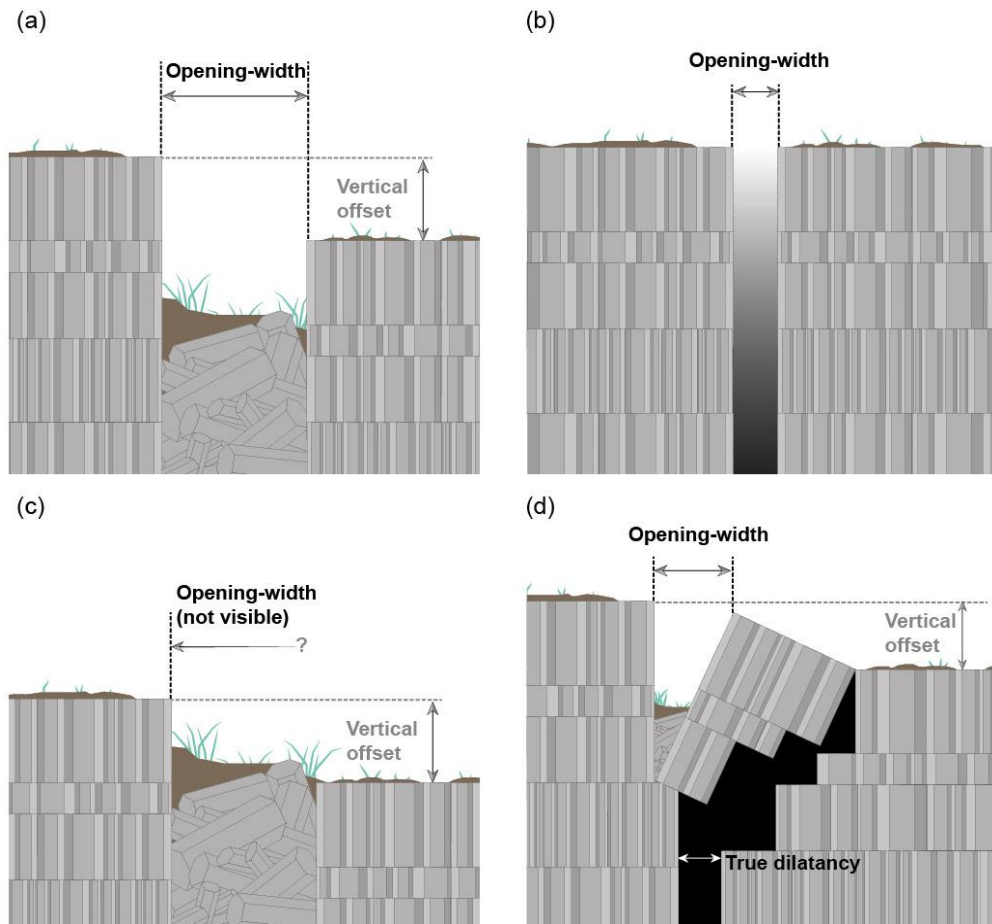 (a)
Opening-width
Vertical
offset
(b)
Opening-width
(c)
Opening-width
(not visible)
?
Vertical
offset
(d)
Opening-width
Vertical
offset
True dilatancy